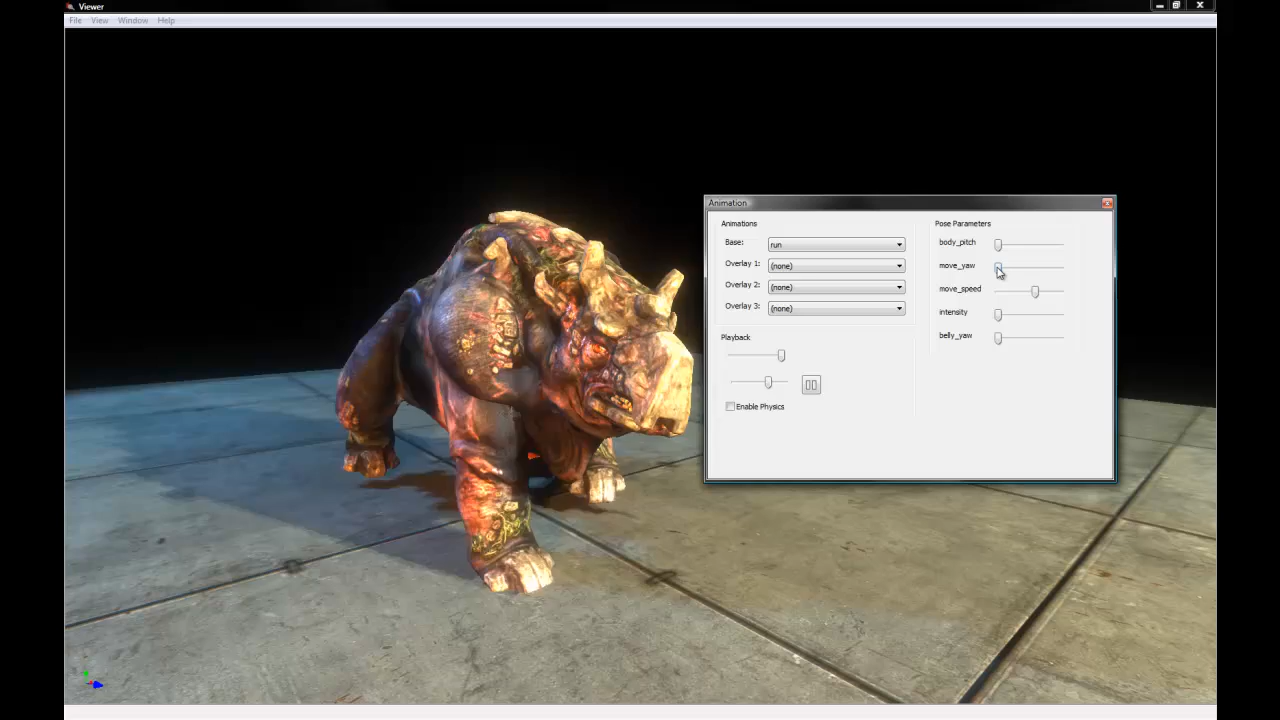 Viewer
File View Window Help
Animation
Animations
Base: run
Overlay 1: (none)
Overlay 2: (none)
Overlay 3: (none)
Playback
Enable Physics
Pose Parameters
body_pitch
move_yaw
move_speed
intensity
belly_yaw